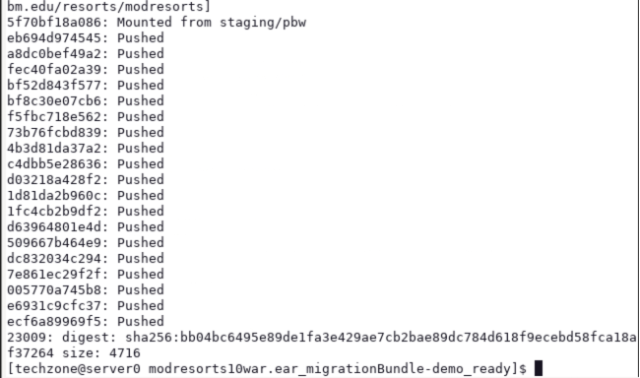 bm.edu/resorts/modresorts]
5f70bf18a086: Mounted from staging/pbw
eb694d974545: Pushed
a8dc0bef49a2: Pushed
fec40fa02a39: Pushed
bf52d843f577: Pushed
bf8c30e07cb6: Pushed
f5fbc718e562: Pushed
73b76fcbd839: Pushed
4b3d81da37a2: Pushed
c4dbb5e28636: Pushed
d03218a428f2: Pushed
1d81da2b960c: Pushed
1fc4cb2b9df2: Pushed
d63964801e4d: Pushed
509667b464e9: Pushed
dc832034c294: Pushed
7e861ec29f2f: Pushed
005770a745b8: Pushed
e6931c9cfc37: Pushed
ecf6a89969f5: Pushed
23009: digest: sha256:bb04bc6495e89de1fa3e429ae7cb2bae89dc784d618f9ecebd58fca18a
f37264 size: 4716
[techzone@server0 modresorts10war.ear_migrationBundle-demo_ready]$